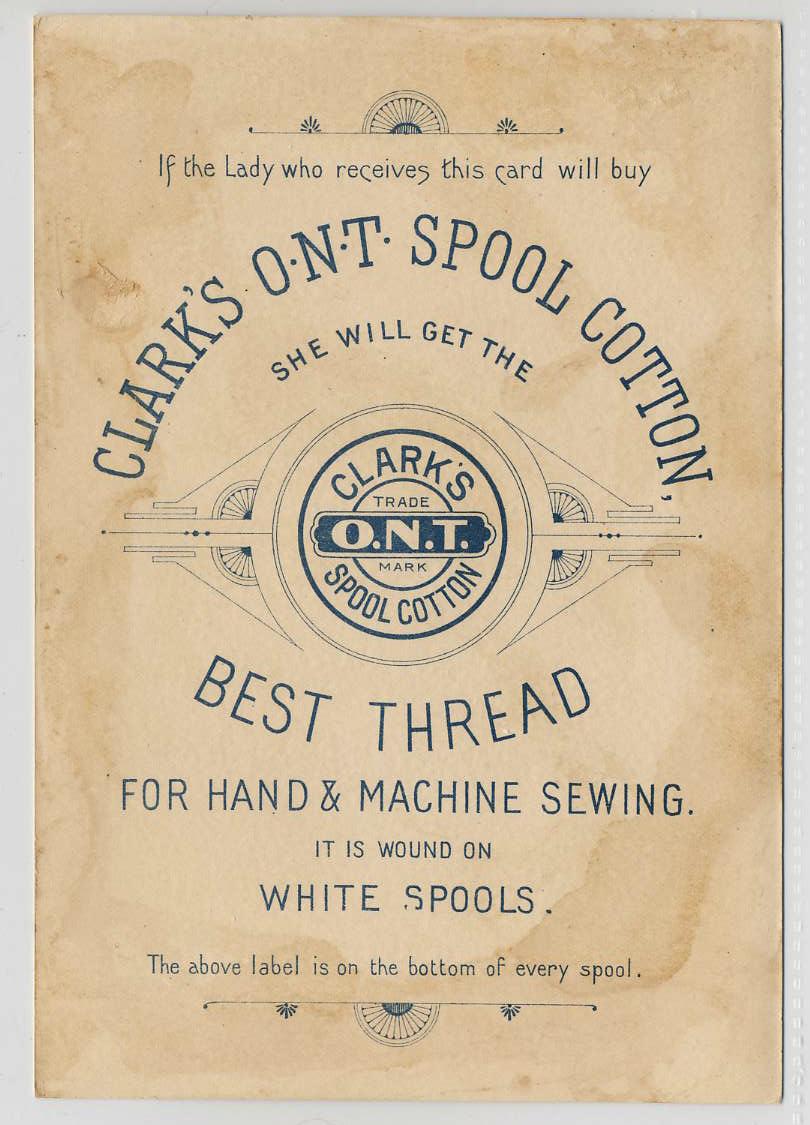 If the Lady who receives this card will buy
CLARK'S O·N·T· SPOOL COTTON,
SHE WILL GET THE
CLARK'S
TRADE
O.N.T.
MARK
SPOOL COTTON
BEST THREAD
FOR HAND & MACHINE SEWING.
IT IS WOUND ON
WHITE SPOOLS.
The above label is on the bottom of every spool.